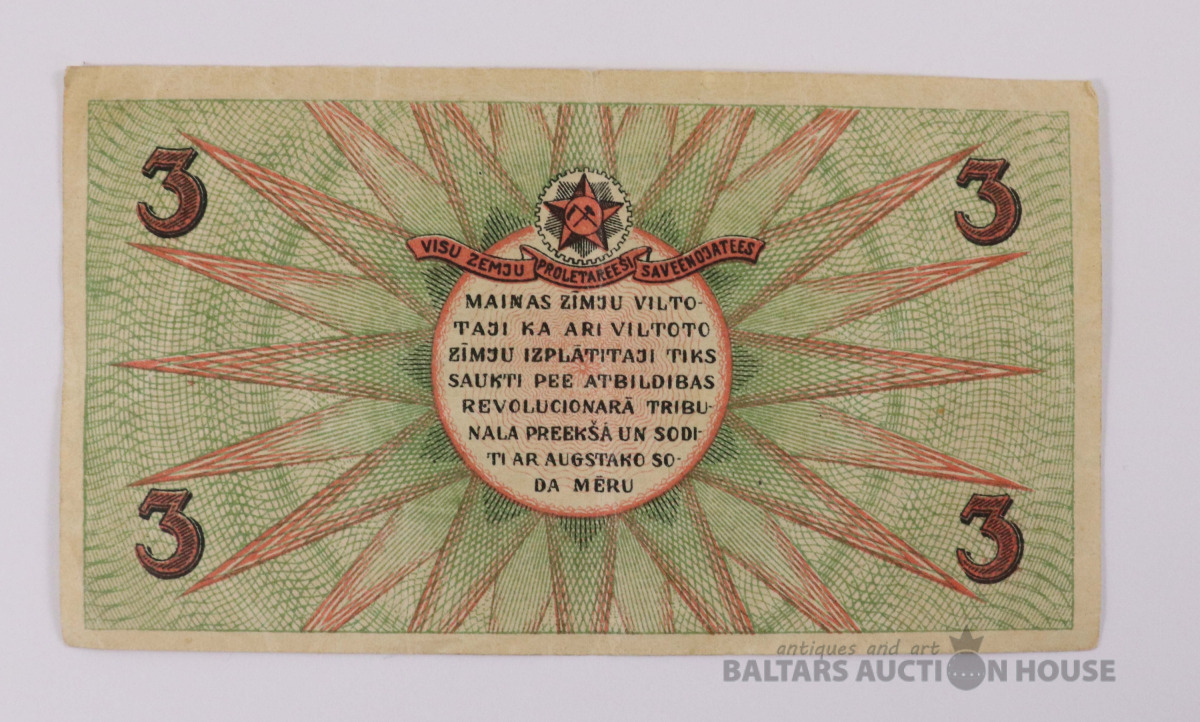 3
3
VISU ZEMJU PROLETAREEŠI SAVEENOJATEES
MAIŅAS ZĪMJU VILTO-
TAJI KA ARI VILTOTO
ZĪMJU IZPLĀTITAJI TIKS
SAUKTI PEE ATBILDIBAS
REVOLUCIONARĀ TRIBU-
NALA PREEKŠĀ UN SODI-
TI AR AUGSTAKO SO-
DA MĒRU
3
3
antiques and art
BALTARS AUCTION HOUSE